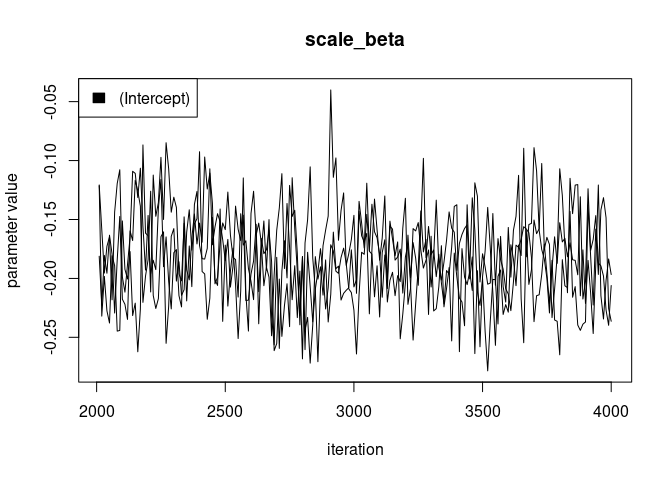 scale_beta
(Intercept)
parameter value
-0.05
-0.10
-0.15
-0.20
-0.25
2000 2500 3000 3500 4000
iteration